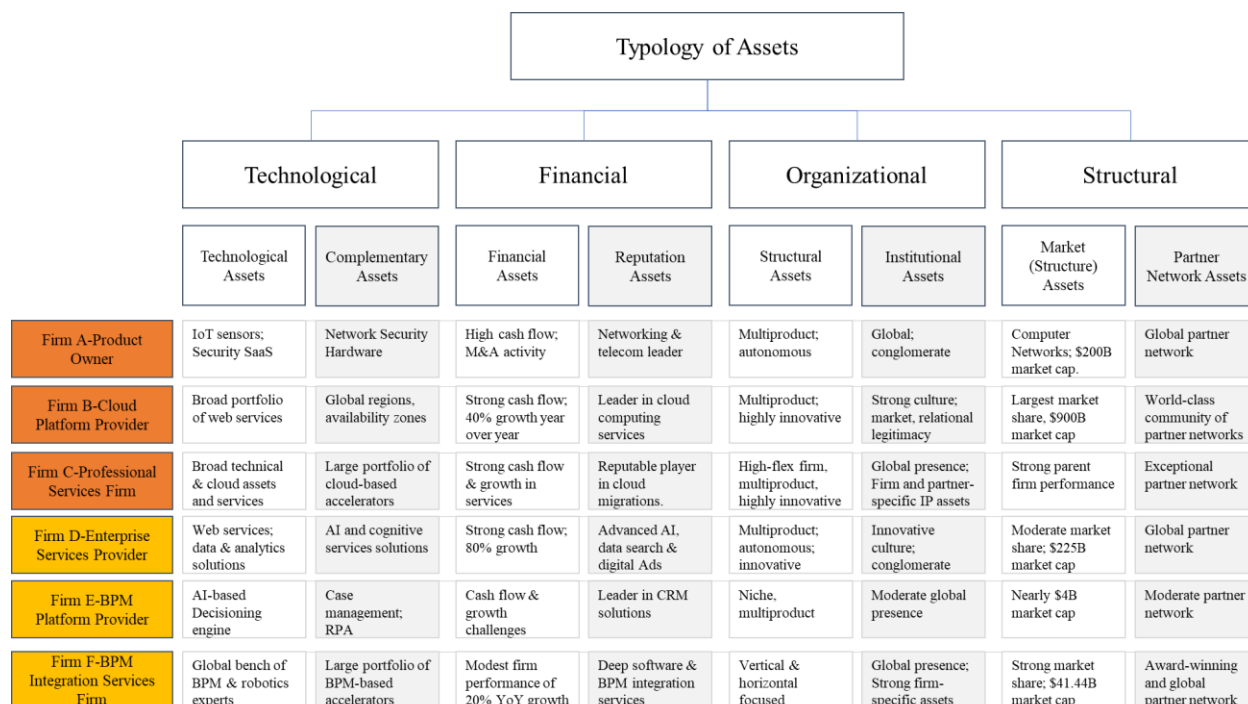 Typology of Assets
Technological
Financial
Organizational
Structural
Technological
Assets
Complementary
Assets
Financial
Assets
Reputation
Assets
Structural
Assets
Institutional
Assets
Market
(Structure)
Assets
Partner
Network Assets
Firm A-Product
Owner
IoT sensors;
Security SaaS
Network Security
Hardware
High cash flow;
M&A activity
Networking &
telecom leader
Multiproduct;
autonomous
Global;
conglomerate
Computer
Networks; $200B
market cap.
Global partner
network
Firm B-Cloud
Platform Provider
Broad portfolio
of web services
Global regions,
availability zones
Strong cash flow;
40% growth year
over year
Leader in cloud
computing
services
Multiproduct;
highly innovative
Strong culture;
market, relational
legitimacy
Largest market
share, $900B
market cap
World-class
community of
partner networks
Firm C-Professional
Services Firm
Broad technical
& cloud assets
and services
Large portfolio of
cloud-based
accelerators
Strong cash flow
& growth in
services
Reputable player
in cloud
migrations.
High-flex firm,
multiproduct,
highly innovative
Global presence;
Firm and partner-
specific IP assets
Strong parent
firm performance
Exceptional
partner network
Firm D-Enterprise
Services Provider
Web services;
data & analytics
solutions
AI and cognitive
services solutions
Strong cash flow;
80% growth
Advanced AI,
data search &
digital Ads
Multiproduct;
autonomous;
innovative
Innovative
culture;
conglomerate
Moderate market
share; $225B
market cap
Global partner
network
Firm E-BPM
Platform Provider
AI-based
Decisioning
engine
Case
management;
RPA
Cash flow &
growth
challenges
Leader in CRM
solutions
Niche,
multiproduct
Moderate global
presence
Nearly $4B
market cap
Moderate partner
network
Firm F-BPM
Integration Services
Firm
Global bench of
BPM & robotics
experts
Large portfolio of
BPM-based
accelerators
Modest firm
performance of
20% YoY growth
Deep software &
BPM integration
services
Vertical &
horizontal
focused
Global presence;
Strong firm-
specific assets
Strong market
share; $41.44B
market cap
Award-winning
and global
partner network